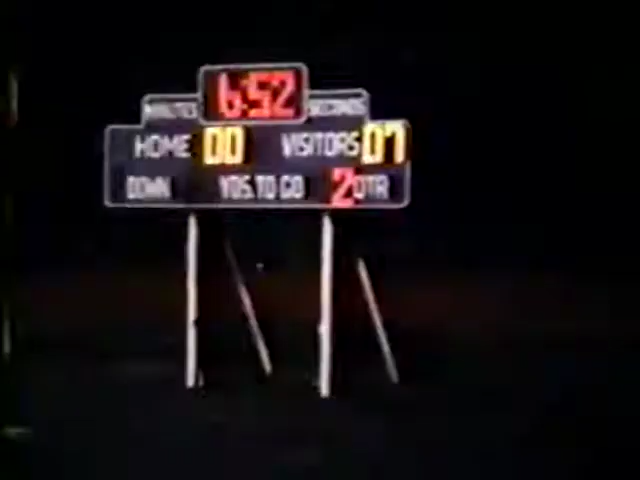 MINUTES 6:52 SECONDS
HOME 00 VISITORS 07
DOWN YDS. TO GO 2 QTR